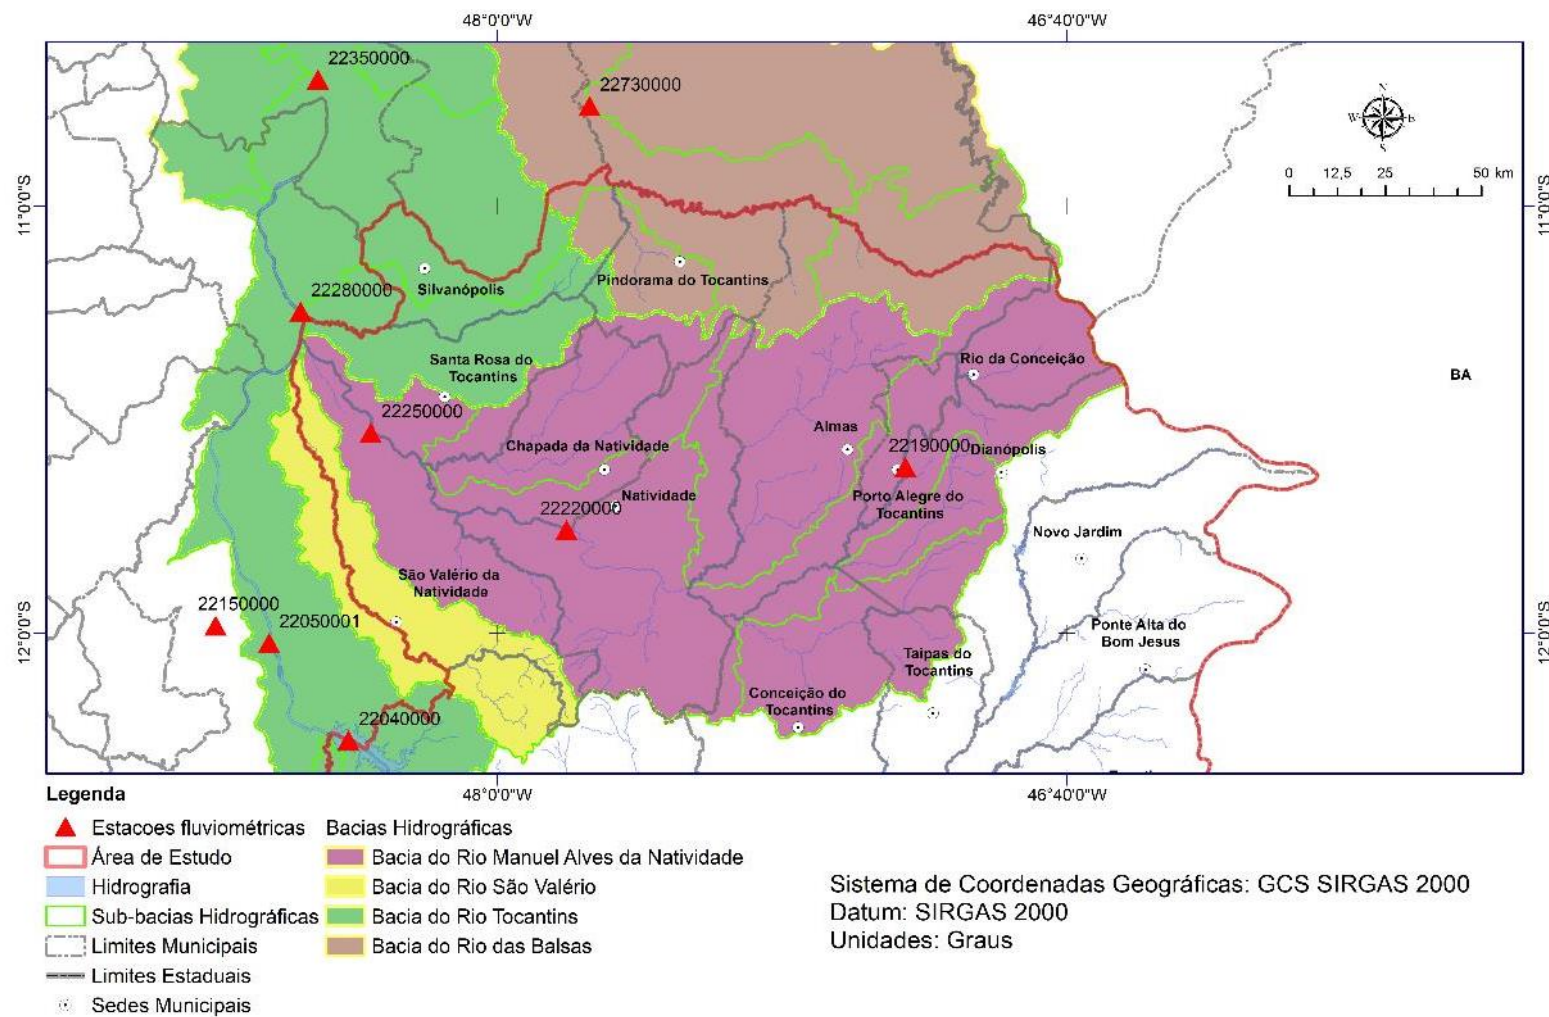 48°0'0"W
46°40'0"W
22350000
22730000
N
W
E
S
0 12,5 25 50 km
11°0'0"S
11°0'0"S
Pindorama do Tocantins
Silvanópolis
22280000
Santa Rosa do
Tocantins
Rio da Conceição
BA
22250000
Chapada da Natividade
Almas
22190000
Dianópolis
Natividade
22220000
Porto Alegre do
Tocantins
Novo Jardim
São Valério da
Natividade
22150000
22050001
12°0'0"S
12°0'0"S
Ponte Alta do
Bom Jesus
Taipas do
Tocantins
Conceição do
Tocantins
22040000
48°0'0"W
46°40'0"W
Legenda
Estacoes fluviométricas
Área de Estudo
Hidrografia
Sub-bacias Hidrográficas
Limites Municipais
Limites Estaduais
Sedes Municipais
Bacias Hidrográficas
Bacia do Rio Manuel Alves da Natividade
Bacia do Rio São Valério
Bacia do Rio Tocantins
Bacia do Rio das Balsas
Sistema de Coordenadas Geográficas: GCS SIRGAS 2000
Datum: SIRGAS 2000
Unidades: Graus